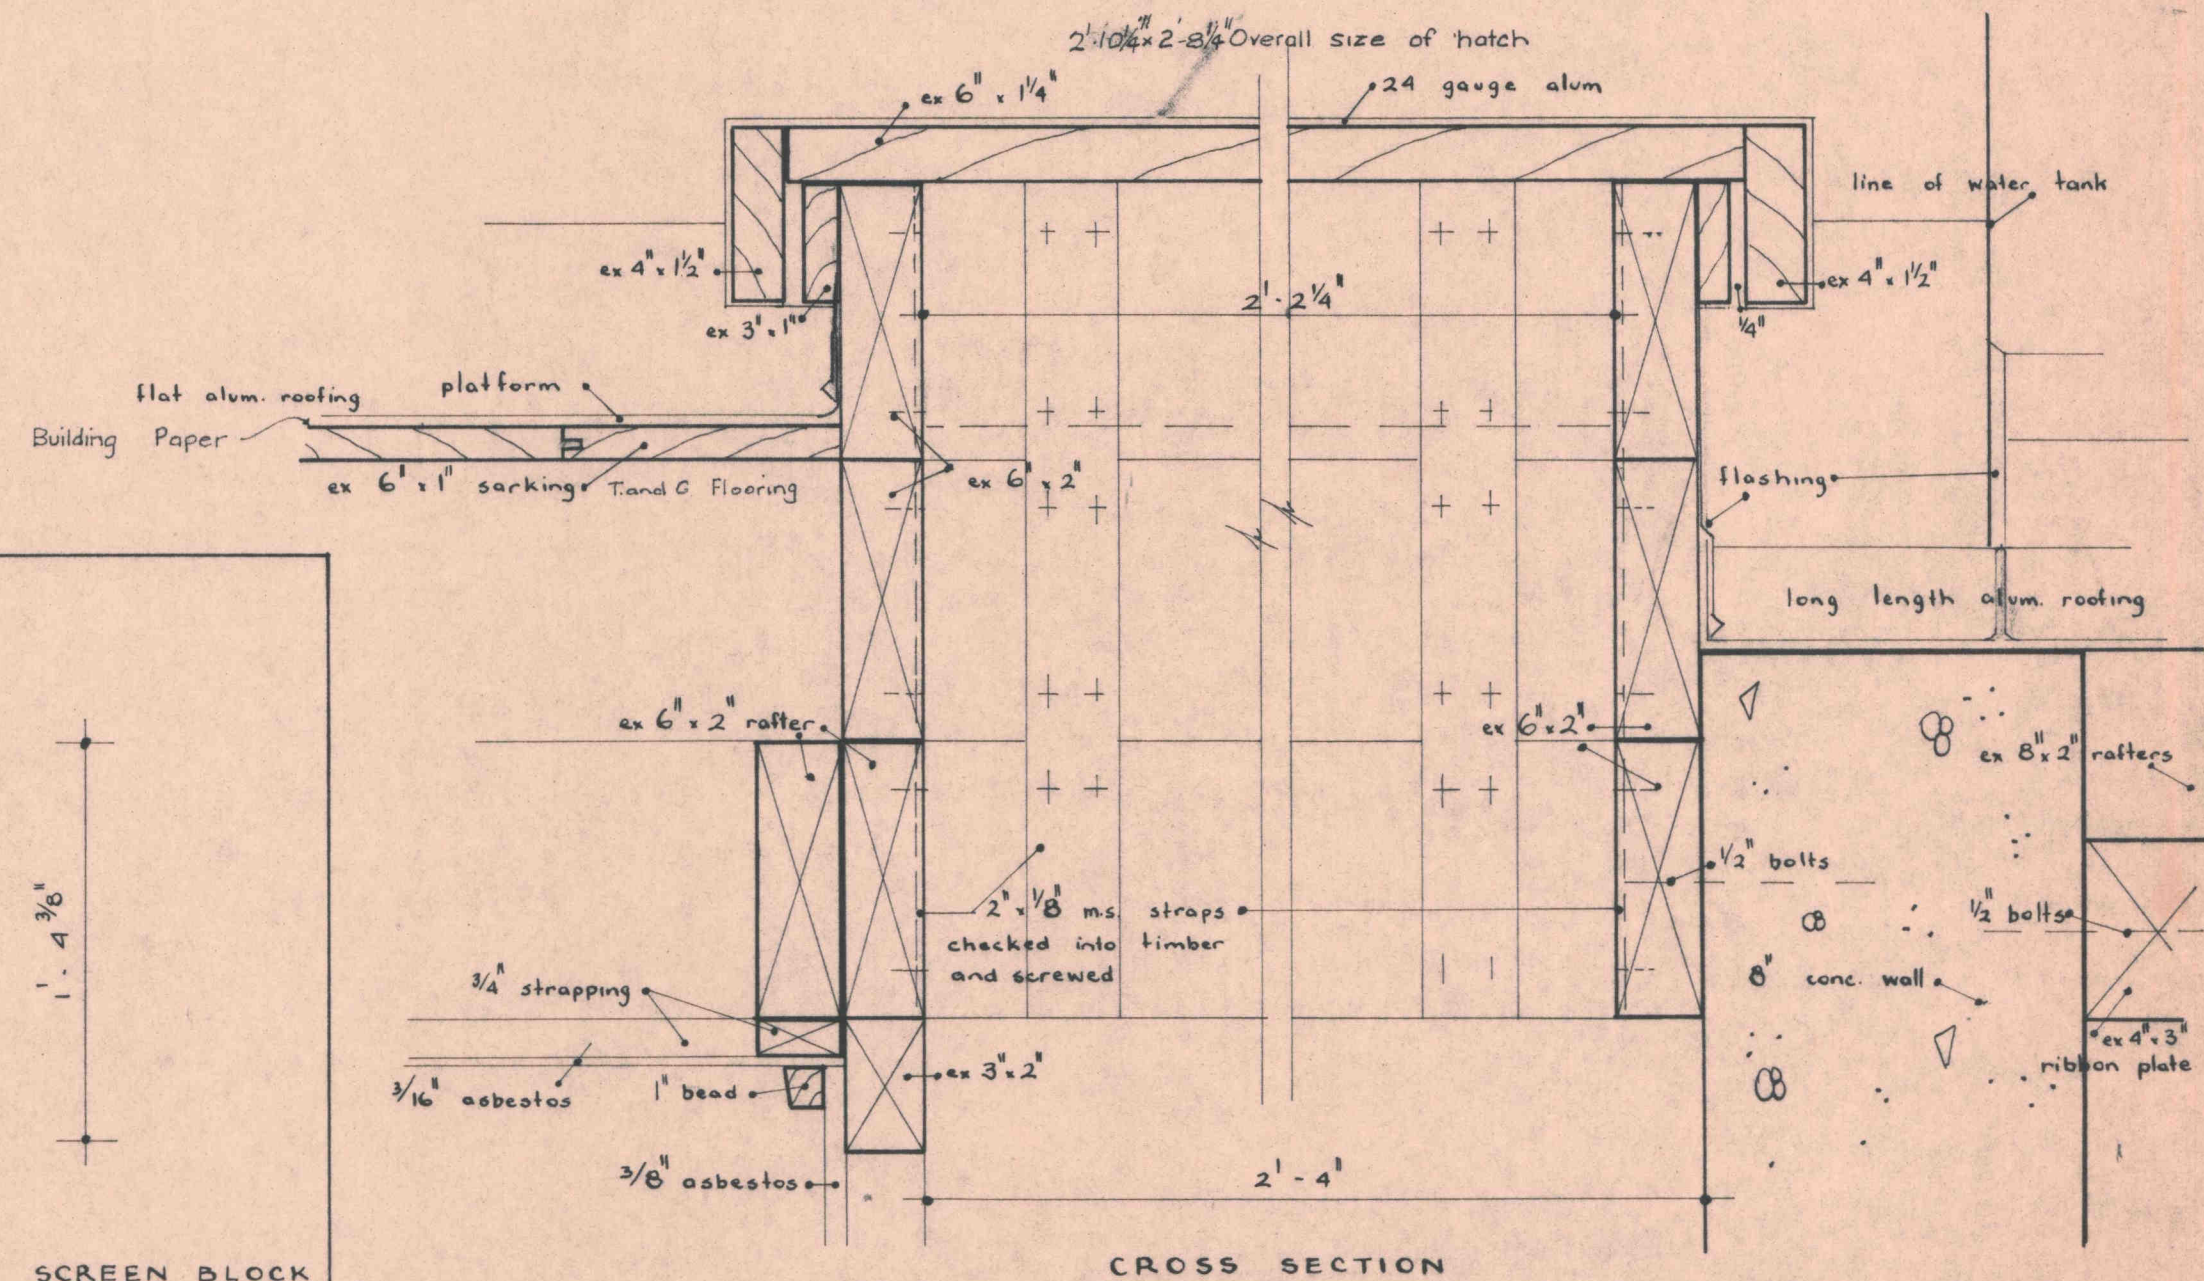 2'-10¼" x 2'-8¼" Overall size of hatch
ex 6" x 1¼"
24 gauge alum
line of water tank
ex 4" x 1½"
ex 3" x 1"
2' - 2¼"
ex 4" x 1½"
¼"
flat alum. roofing
platform
Building Paper
ex 6" x 1" sarking T. and G Flooring
ex 6" x 2"
flashing
long length alum. roofing
ex 6" x 2" rafter
ex 6" x 2"
ex 8" x 2" rafters
1' - 4 3/8"
½" bolts
2" x ⅛" m.s. straps
checked into timber
and screwed
½" bolts
¾" strapping
8" conc. wall
ex 4" x 3"
ribbon plate
3/16" asbestos
1" bead
ex 3" x 2"
3/8" asbestos
2' - 4"
SCREEN BLOCK
CROSS SECTION